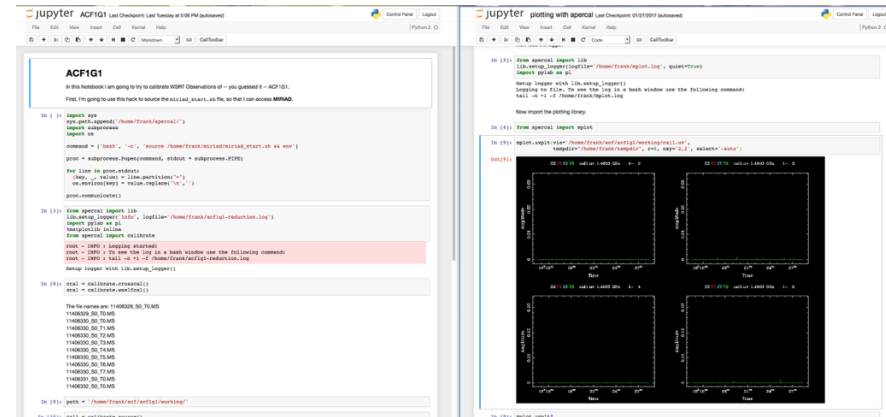 jupyter ACF1G1 Last Checkpoint: Last Tuesday at 5:08 PM (autosaved)
Control Panel Logout
File Edit View Insert Cell Kernel Help
Python 2
Markdown
CellToolbar
ACF1G1
In this Notebook I am going to try to calibrate WSRT Observations of -- you guessed it -- ACF1G1.
First, I'm going to use this hack to source the miriad_start.sh file, so that I can access MIRIAD.
In [ ]: import sys
sys.path.append('/home/frank/apercal/')
import subprocess
import os
command = ['bash', '-c', 'source /home/frank/miriad/miriad_start.sh && env']
proc = subprocess.Popen(command, stdout = subprocess.PIPE)
for line in proc.stdout:
(key, _, value) = line.partition("=")
os.environ[key] = value.replace('\n','')
proc.communicate()
In [3]: from apercal import lib
lib.setup_logger('info', logfile='/home/frank/acf1g1-reduction.log')
import pylab as pl
%matplotlib inline
from apercal import calibrate
root - INFO : Logging started!
root - INFO : To see the log in a bash window use the following command:
root - INFO : tail -n +1 -f /home/frank/acf1g1-reduction.log
Setup logger with lib.setup_logger()
In [8]: ccal = calibrate.crosscal()
scal = calibrate.wselfcal()
The file names are: 11406328_S0_T0.MS
11406329_S0_T0.MS
11406330_S0_T0.MS
11406330_S0_T1.MS
11406330_S0_T2.MS
11406330_S0_T3.MS
11406330_S0_T4.MS
11406330_S0_T5.MS
11406330_S0_T6.MS
11406330_S0_T7.MS
11406331_S0_T0.MS
11406332_S0_T0.MS
In [9]: path = '/home/frank/acf/acf1g1/working/'
jupyter plotting with apercal Last Checkpoint: 01/27/2017 (autosaved)
Control Panel Logout
File Edit View Insert Cell Kernel Help
Python 2
Code
CellToolbar
In [3]: from apercal import lib
lib.setup_logger(logfile='/home/frank/mplot.log', quiet=True)
import pylab as pl
Setup logger with lib.setup_logger()
Logging to file. To see the log in a bash window use the following command:
tail -n +1 -f /home/frank/mplot.log
Now import the plotting library.
In [4]: from apercal import mplot
In [9]: mplot.uvplt(vis='/home/frank/acf/acf1g1/working/call.uv',
tempdir="/home/frank/tempdir", r=4, nxy='2,2', select='-auto');
Out[9]:
Amplitude
Time
Amplitude
Time
Amplitude
Time
Amplitude
Time